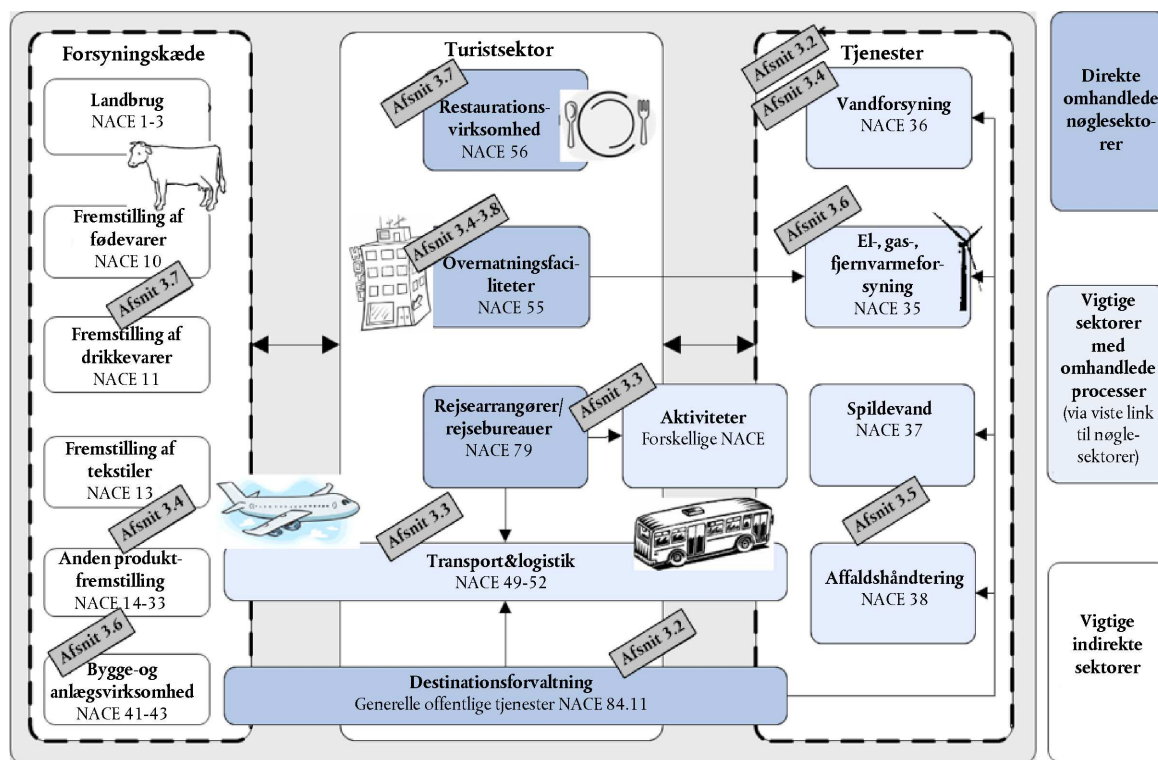 Forsyningskæde
Landbrug
NACE 1-3
Fremstilling af
fødevarer
NACE 10
Afsnit 3.7
Fremstilling af
drikkevarer
NACE 11
Fremstilling af
tekstiler
NACE 13
Afsnit 3.4
Anden produkt-
fremstilling
NACE 14-33
Afsnit 3.6
Bygge-og
anlægsvirksomhed
NACE 41-43
Turistsektor
Afsnit 3.7
Restaurations-
virksomhed
NACE 56
Afsnit 3.4-3.8
Overnatningsfaci-
liteter
NACE 55
Rejsearrangører/
rejsebureauer
NACE 79
Afsnit 3.3
Aktiviteter
Forskellige NACE
Afsnit 3.3
Transport&logistik
NACE 49-52
Afsnit 3.2
Destinationsforvaltning
Generelle offentlige tjenester NACE 84.11
Tjenester
Afsnit 3.2
Afsnit 3.4
Vandforsyning
NACE 36
Afsnit 3.6
El-, gas-,
fjernvarmefor-
syning
NACE 35
Spildevand
NACE 37
Afsnit 3.5
Affaldshåndtering
NACE 38
Direkte
omhandlede
nøglesekto-
rer
Vigtige
sektorer
med
omhandlede
processer
(via viste link
til nøgle-
sektorer)
Vigtige
indirekte
sektorer